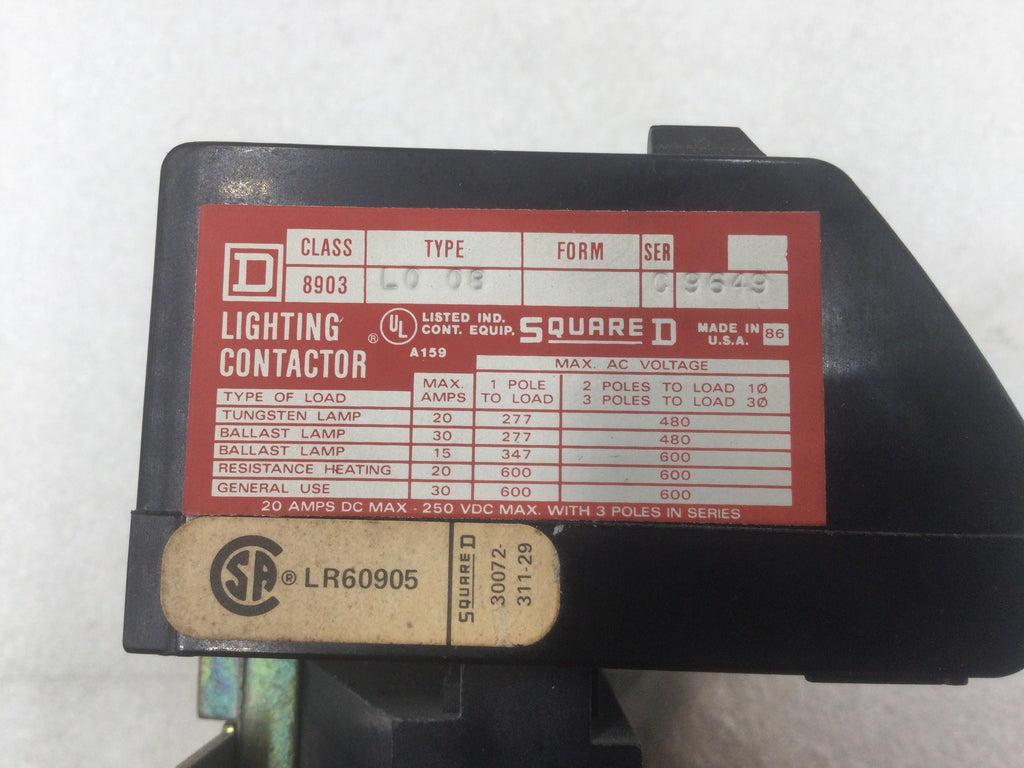 D
CLASS TYPE FORM SER
8903 LO 08 C 9649
LIGHTING CONTACTOR
® UL LISTED IND. CONT. EQUIP. SQUARE D MADE IN U.S.A. 86
A159
MAX. AC VOLTAGE
TYPE OF LOAD MAX. AMPS 1 POLE TO LOAD 2 POLES TO LOAD 1Ø 3 POLES TO LOAD 3Ø
TUNGSTEN LAMP 20 277 480
BALLAST LAMP 30 277 480
BALLAST LAMP 15 347 600
RESISTANCE HEATING 20 600 600
GENERAL USE 30 600 600
20 AMPS DC MAX - 250 VDC MAX. WITH 3 POLES IN SERIES
CSA ® LR60905
SQUARE D
30072-
311-29